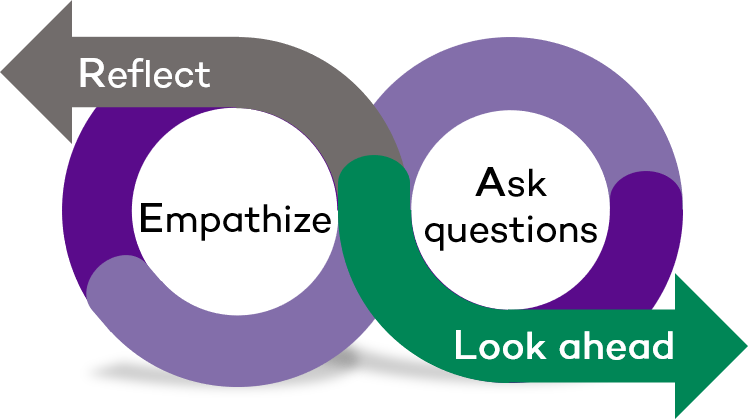 Reflect
Empathize
Ask
questions
Look ahead